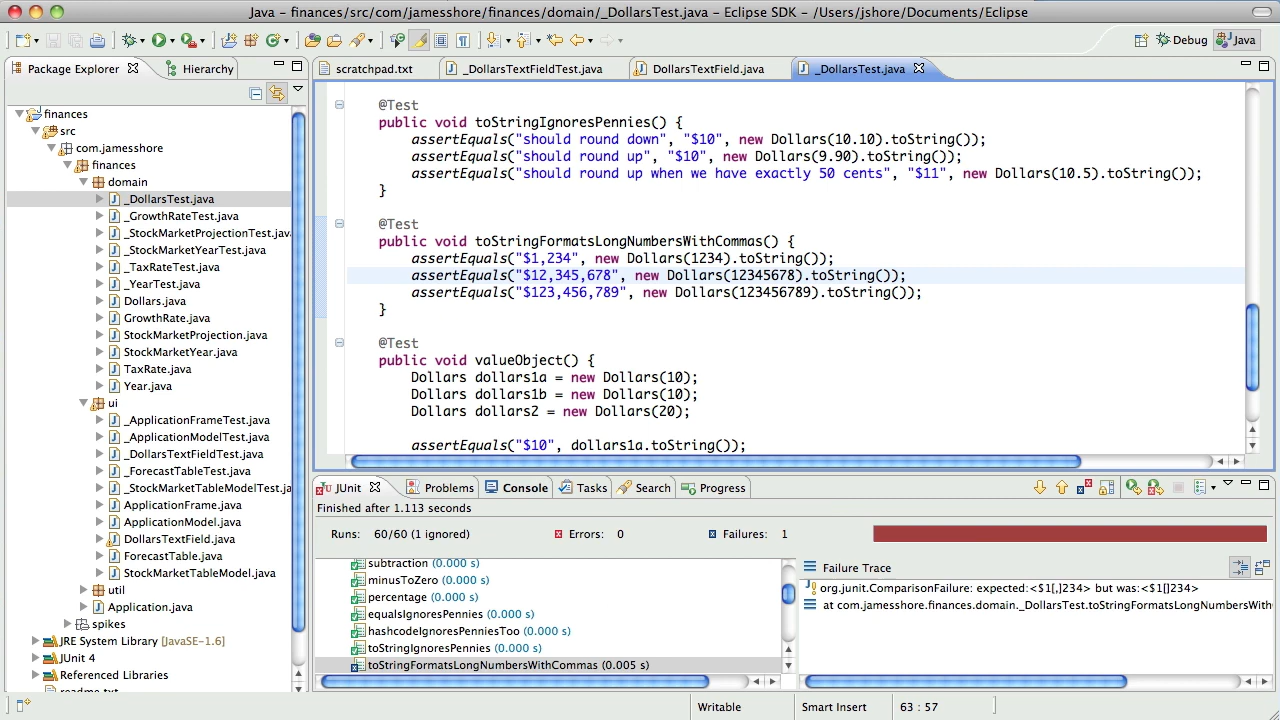 Java - finances/src/com/jamesshore/finances/domain/_DollarsTest.java - Eclipse SDK - /Users/jshore/Documents/Eclipse
Debug Java
Package Explorer Hierarchy
scratchpad.txt _DollarsTextFieldTest.java DollarsTextField.java _DollarsTest.java
finances
src
com.jamesshore
finances
domain
_DollarsTest.java
_GrowthRateTest.java
_StockMarketProjectionTest.java
_StockMarketYearTest.java
_TaxRateTest.java
_YearTest.java
Dollars.java
GrowthRate.java
StockMarketProjection.java
StockMarketYear.java
TaxRate.java
Year.java
ui
_ApplicationFrameTest.java
_ApplicationModelTest.java
_DollarsTextFieldTest.java
_ForecastTableTest.java
_StockMarketTableModelTest.ja
ApplicationFrame.java
ApplicationModel.java
DollarsTextField.java
ForecastTable.java
StockMarketTableModel.java
util
Application.java
spikes
JRE System Library [JavaSE-1.6]
JUnit 4
Referenced Libraries
readme.txt
@Test
public void toStringIgnoresPennies() {
assertEquals("should round down", "$10", new Dollars(10.10).toString());
assertEquals("should round up", "$10", new Dollars(9.90).toString());
assertEquals("should round up when we have exactly 50 cents", "$11", new Dollars(10.5).toString());
}
@Test
public void toStringFormatsLongNumbersWithCommas() {
assertEquals("$1,234", new Dollars(1234).toString());
assertEquals("$12,345,678", new Dollars(12345678).toString());
assertEquals("$123,456,789", new Dollars(123456789).toString());
}
@Test
public void valueObject() {
Dollars dollars1a = new Dollars(10);
Dollars dollars1b = new Dollars(10);
Dollars dollars2 = new Dollars(20);
assertEquals("$10", dollars1a.toString());
JUnit Problems Console Tasks Search Progress
Finished after 1.113 seconds
Runs: 60/60 (1 ignored) Errors: 0 Failures: 1
subtraction (0.000 s)
minusToZero (0.000 s)
percentage (0.000 s)
equalsIgnoresPennies (0.000 s)
hashcodeIgnoresPenniesToo (0.000 s)
toStringIgnoresPennies (0.000 s)
toStringFormatsLongNumbersWithCommas (0.005 s)
Failure Trace
org.junit.ComparisonFailure: expected:<$1[,]234> but was:<$1[]234>
at com.jamesshore.finances.domain._DollarsTest.toStringFormatsLongNumbersWith
Writable Smart Insert 63 : 57